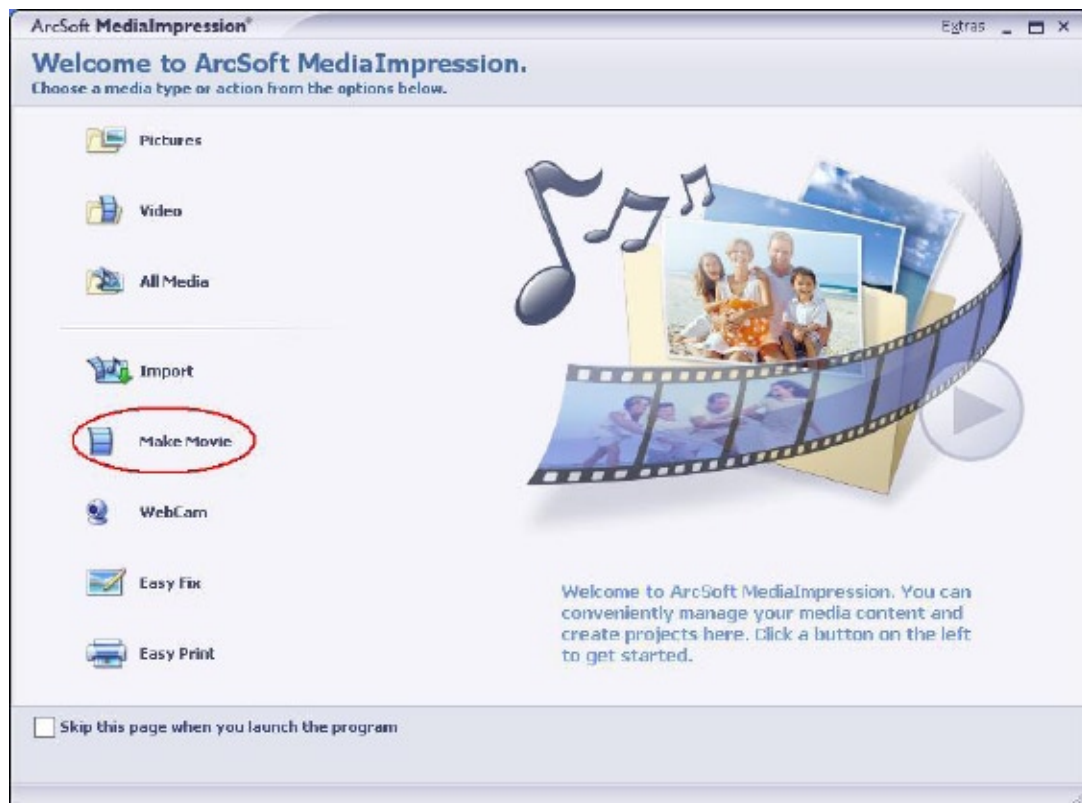 ArcSoft MediaImpression®
Extras
Welcome to ArcSoft MediaImpression.
Choose a media type or action from the options below.
Pictures
Video
All Media
Import
Make Movie
WebCam
Easy Fix
Easy Print
Welcome to ArcSoft MediaImpression. You can
conveniently manage your media content and
create projects here. Click a button on the left
to get started.
Skip this page when you launch the program